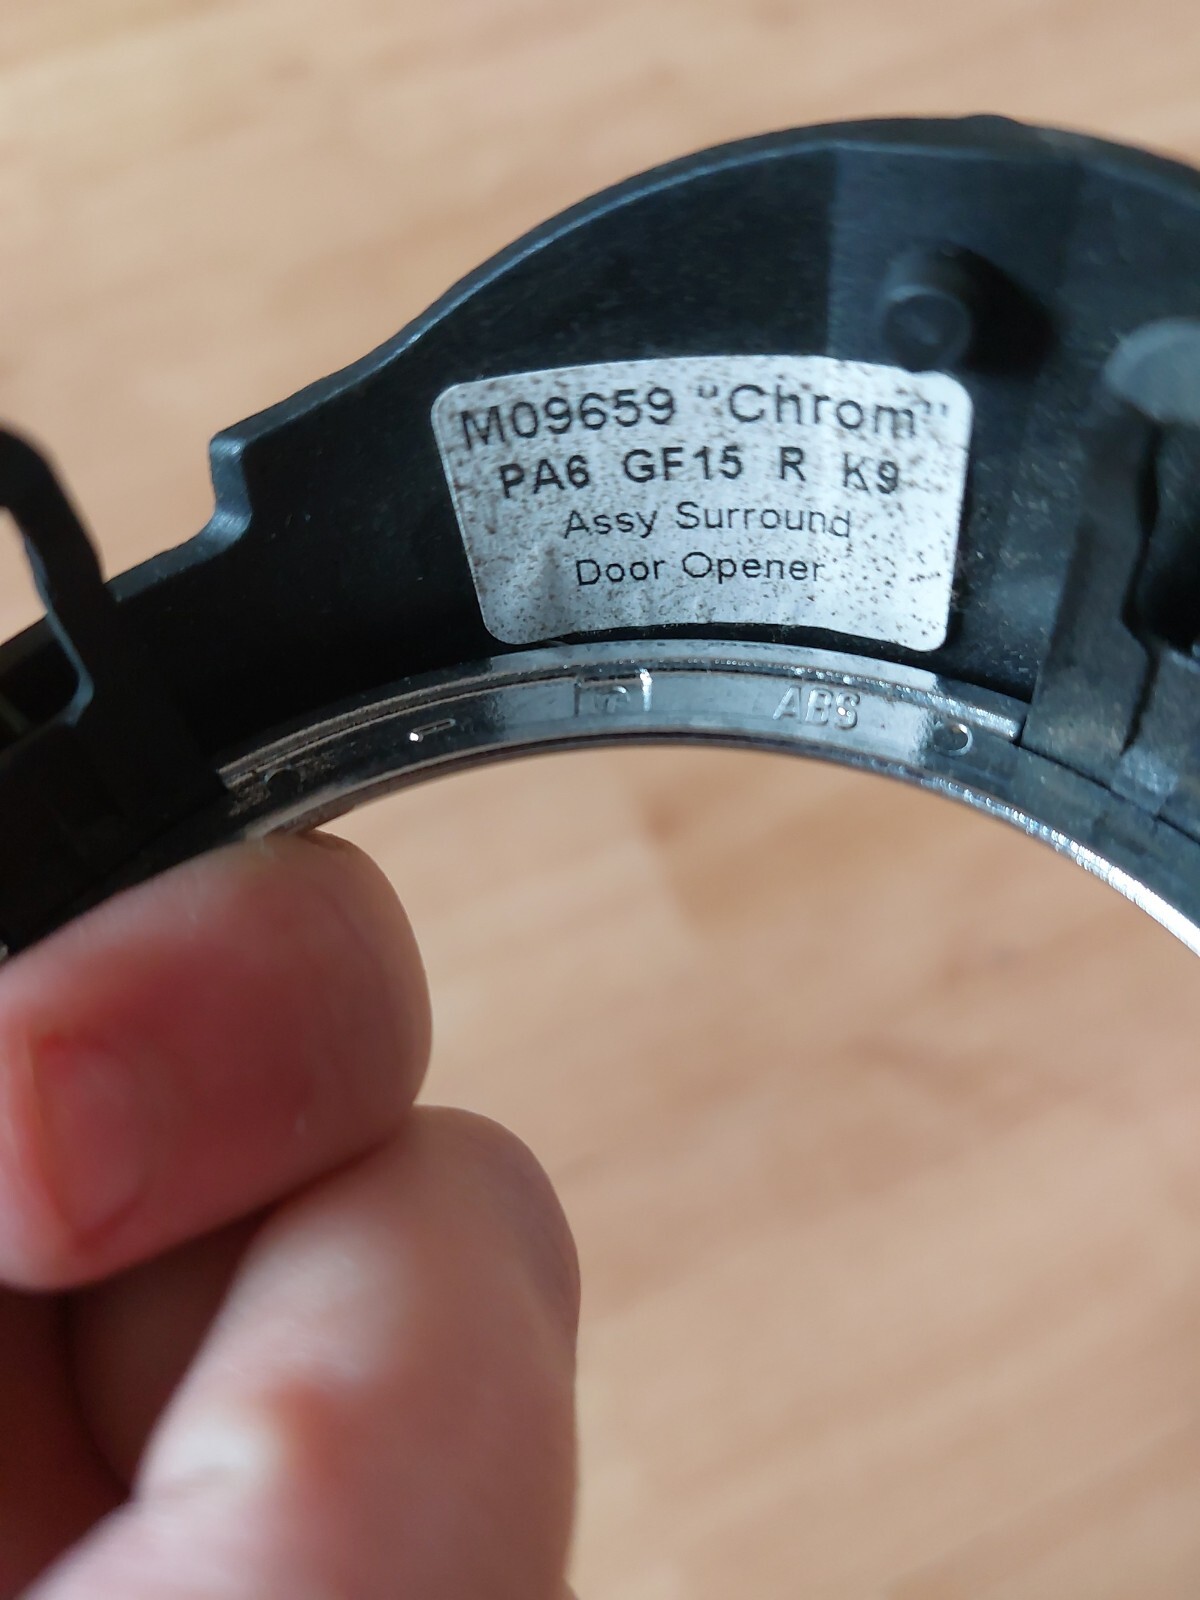 M09659 "Chrom"
PA6 GF15 R K9
Assy Surround
Door Opener
ABS